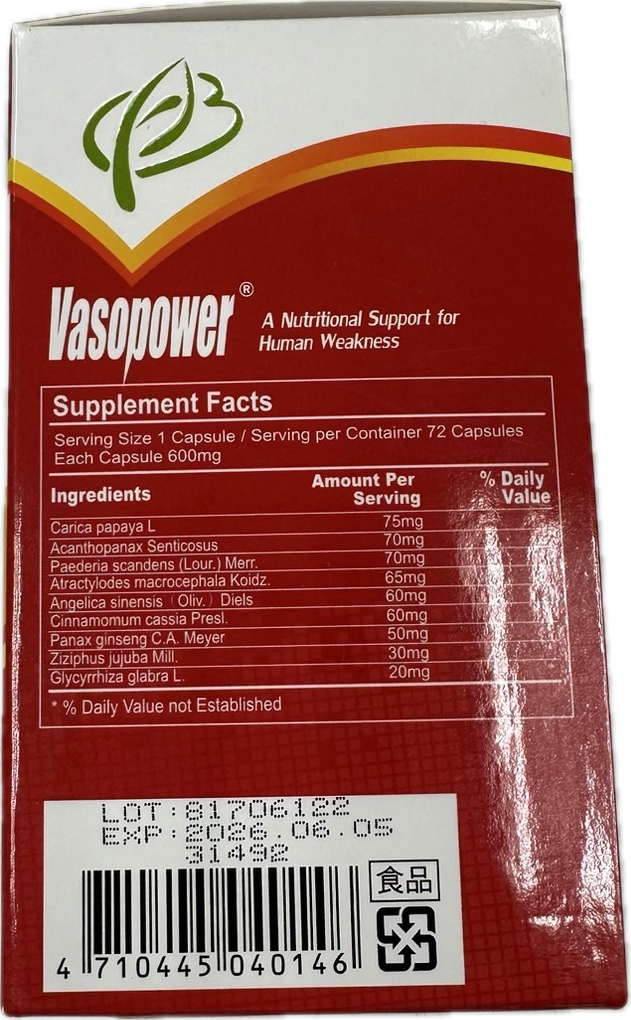 Vasopower®
A Nutritional Support for
Human Weakness
Supplement Facts
Serving Size 1 Capsule / Serving per Container 72 Capsules
Each Capsule 600mg
Ingredients Amount Per Serving % Daily Value
Carica papaya L 75mg
Acanthopanax Senticosus 70mg
Paederia scandens (Lour.) Merr. 70mg
Atractylodes macrocephala Koidz. 65mg
Angelica sinensis (Oliv.) Diels 60mg
Cinnamomum cassia Presl. 60mg
Panax ginseng C.A. Meyer 50mg
Ziziphus jujuba Mill. 30mg
Glycyrrhiza glabra L. 20mg
* % Daily Value not Established
LOT:81706122
EXP:2026.06.05
31492
食品
4 710445 040146